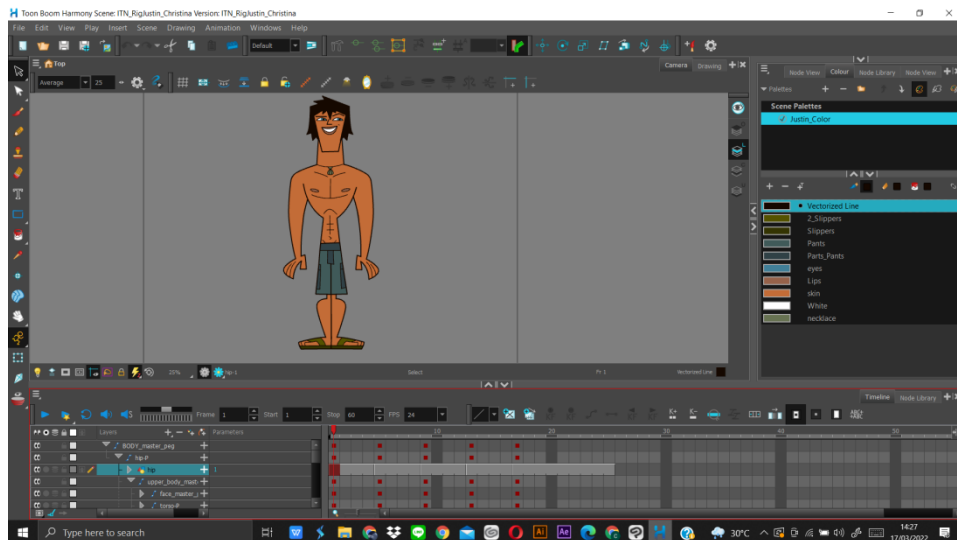 Toon Boom Harmony Scene: ITN_RigJustin_Christina Version: ITN_RigJustin_Christina
File Edit View Play Insert Scene Drawing Animation Windows Help
Default
Top
Camera Drawing
Average 25
Node View Colour Node Library Node View
Palettes
Scene Palettes
Justin_Color
Vectorized Line
2_Slippers
Slippers
Pants
Parts_Pants
eyes
Lips
skin
White
necklace
20% hip-1 Select Fr 1 Vectorized Line
Timeline Node Library
Frame 1 Start 1 Stop 60 FPS 24
Layers Parameters
10 20 30 40 50
BODY_master_peg
hip-P
hip 1
upper_body_mast
face_master_
torso-P
Type here to search
30°C
14:27
17/03/2022